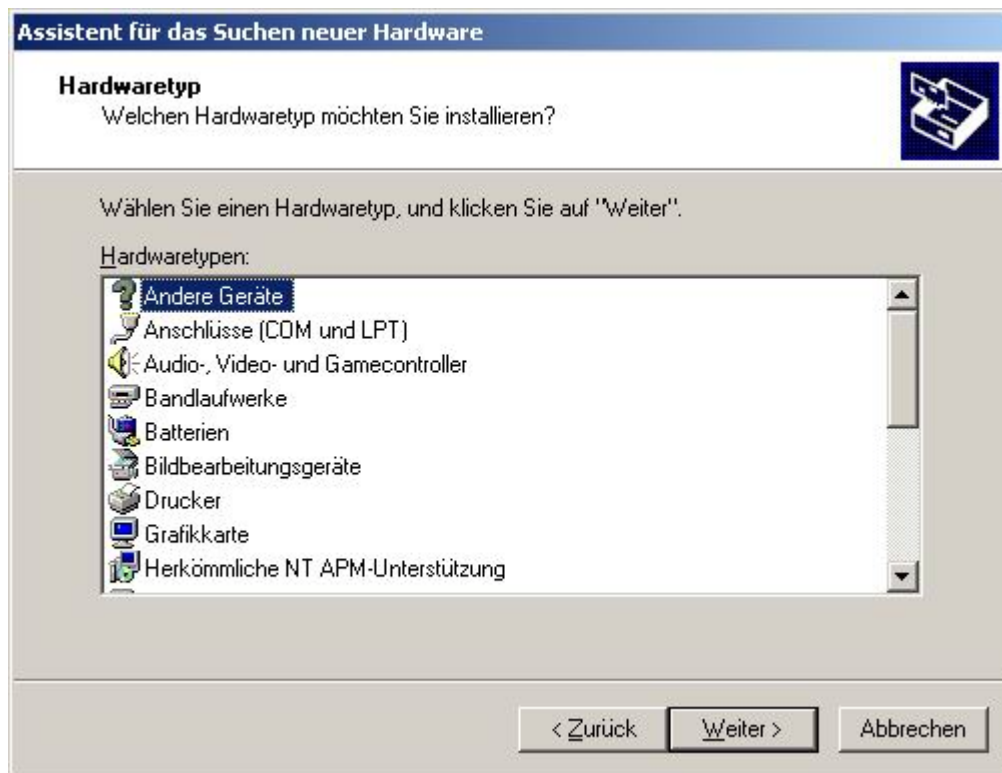 Assistent für das Suchen neuer Hardware
Hardwaretyp
Welchen Hardwaretyp möchten Sie installieren?
Wählen Sie einen Hardwaretyp, und klicken Sie auf "Weiter".
Hardwaretypen:
Andere Geräte
Anschlüsse (COM und LPT)
Audio-, Video- und Gamecontroller
Bandlaufwerke
Batterien
Bildbearbeitungsgeräte
Drucker
Grafikkarte
Herkömmliche NT APM-Unterstützung
< Zurück Weiter > Abbrechen